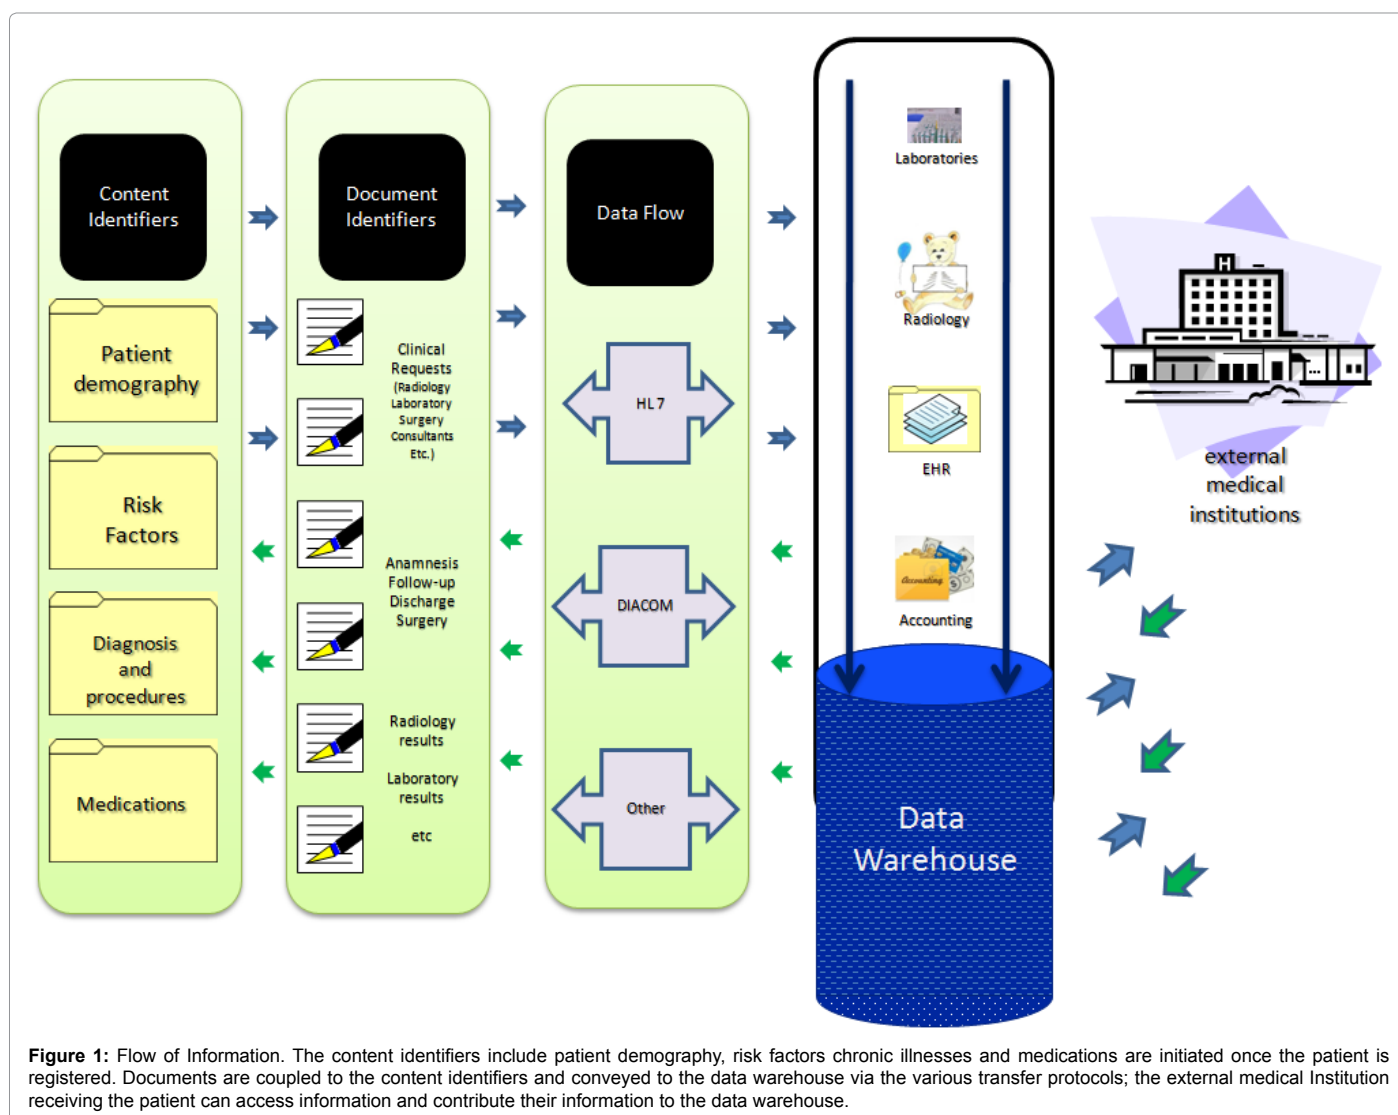 Content
Identifiers
Patient
demography
Risk
Factors
Diagnosis
and
procedures
Medications
Document
Identifiers
Clinical
Requests
(Radiology
Laboratory
Surgery
Consultants
Etc.)
Anamnesis
Follow-up
Discharge
Surgery
Radiology
results
Laboratory
results
etc
Data Flow
HL7
DIACOM
Other
Laboratories
Radiology
EHR
Accounting
Accounting
Data
Warehouse
H
external
medical
institutions
Figure 1: Flow of Information. The content identifiers include patient demography, risk factors chronic illnesses and medications are initiated once the patient is
registered. Documents are coupled to the content identifiers and conveyed to the data warehouse via the various transfer protocols; the external medical Institution
receiving the patient can access information and contribute their information to the data warehouse.